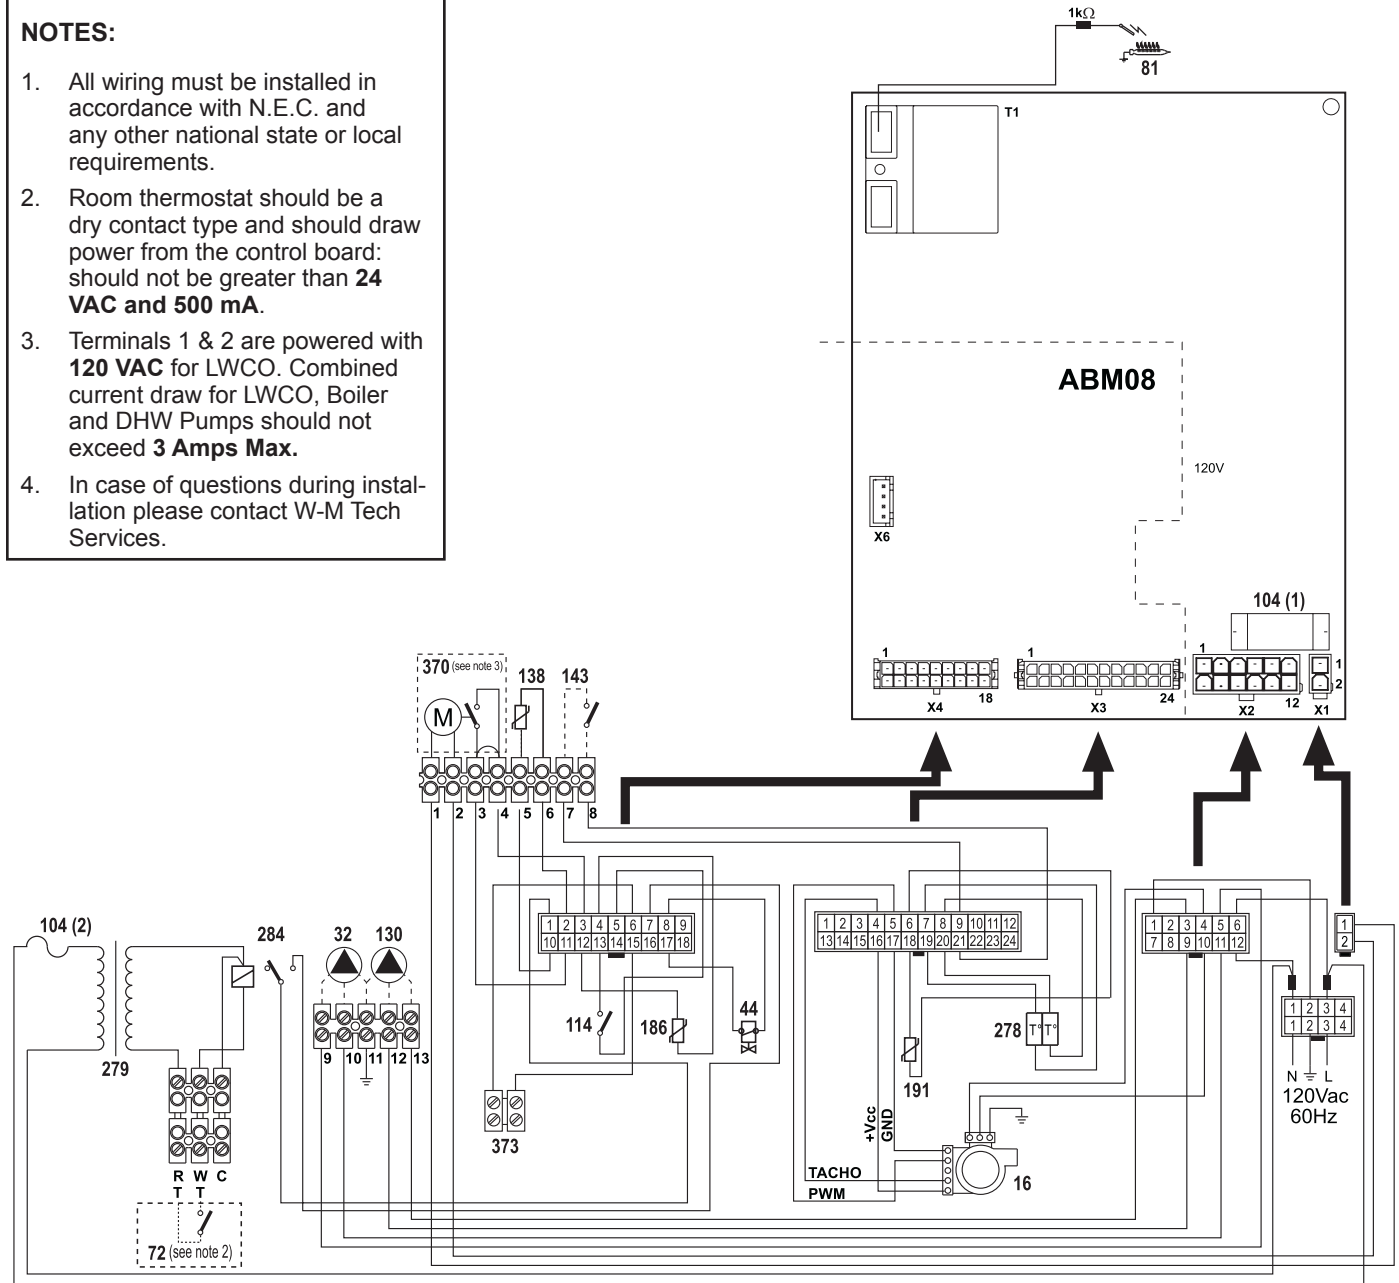 NOTES:
1. All wiring must be installed in
accordance with N.E.C. and
any other national state or local
requirements.
2. Room thermostat should be a
dry contact type and should draw
power from the control board:
should not be greater than 24
VAC and 500 mA.
3. Terminals 1 & 2 are powered with
120 VAC for LWCO. Combined
current draw for LWCO, Boiler
and DHW Pumps should not
exceed 3 Amps Max.
4. In case of questions during instal-
lation please contact W-M Tech
Services.
1kΩ
81
T1
ABM08
120V
X6
104 (1)
1
1
1
1
2
18
24
12
X4
X3
X2
X1
370 (see note 3)
138
143
M
1 2 3 4 5 6 7 8
104 (2)
284
32
130
1 2 3 4 5 6 7 8 9
10 11 12 13 14 15 16 17 18
1 2 3 4 5 6 7 8 9 10 11 12
13 14 15 16 17 18 19 20 21 22 23 24
1 2 3 4 5 6
7 8 9 10 11 12
1
2
279
9 10 11 12 13
114
186
44
278
T° T°
191
1 2 3 4
1 2 3 4
N L
120Vac
60Hz
373
+Vcc
GND
TACHO
PWM
16
R W C
T T
72 (see note 2)